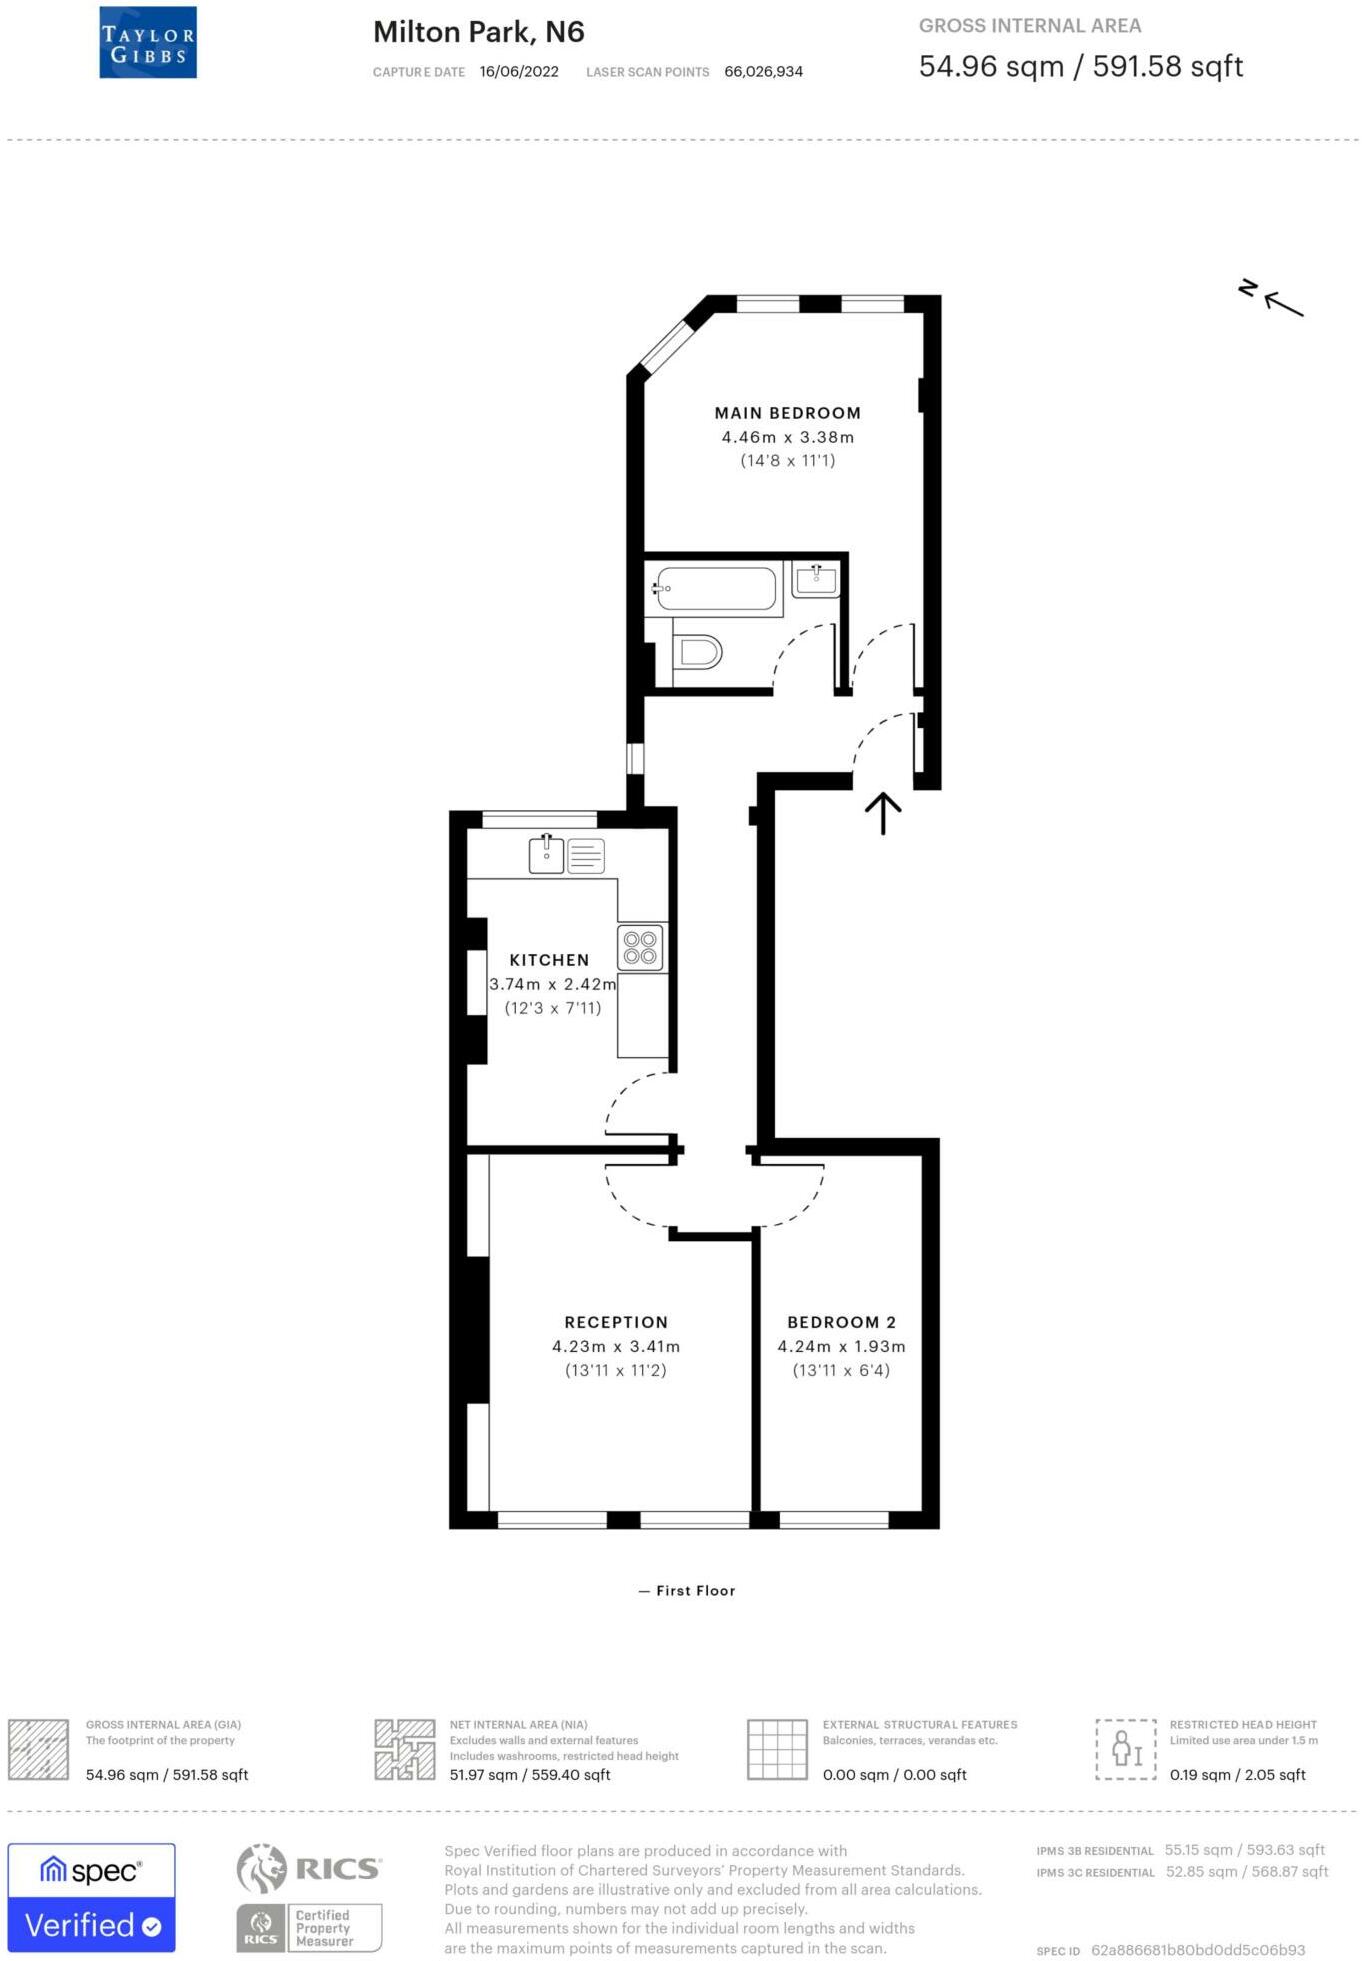 TAYLOR
GIBBS
Milton Park, N6
CAPTURE DATE 16/06/2022 LASER SCAN POINTS 66,026,934
GROSS INTERNAL AREA
54.96 sqm / 591.58 sqft
N
MAIN BEDROOM
4.46m x 3.38m
(14'8 x 11'1)
KITCHEN
3.74m x 2.42m
(12'3 x 7'11)
RECEPTION
4.23m x 3.41m
(13'11 x 11'2)
BEDROOM 2
4.24m x 1.93m
(13'11 x 6'4)
— First Floor
GROSS INTERNAL AREA (GIA)
The footprint of the property
54.96 sqm / 591.58 sqft
NET INTERNAL AREA (NIA)
Excludes walls and external features
Includes washrooms, restricted head height
51.97 sqm / 559.40 sqft
EXTERNAL STRUCTURAL FEATURES
Balconies, terraces, verandas etc.
0.00 sqm / 0.00 sqft
RESTRICTED HEAD HEIGHT
Limited use area under 1.5 m
0.19 sqm / 2.05 sqft
spec®
Verified
RICS®
RICS
Certified
Property
Measurer
Spec Verified floor plans are produced in accordance with
Royal Institution of Chartered Surveyors' Property Measurement Standards.
Plots and gardens are illustrative only and excluded from all area calculations.
Due to rounding, numbers may not add up precisely.
All measurements shown for the individual room lengths and widths
are the maximum points of measurements captured in the scan.
IPMS 3B RESIDENTIAL 55.15 sqm / 593.63 sqft
IPMS 3C RESIDENTIAL 52.85 sqm / 568.87 sqft
SPEC ID 62a886681b80bd0dd5c06b93